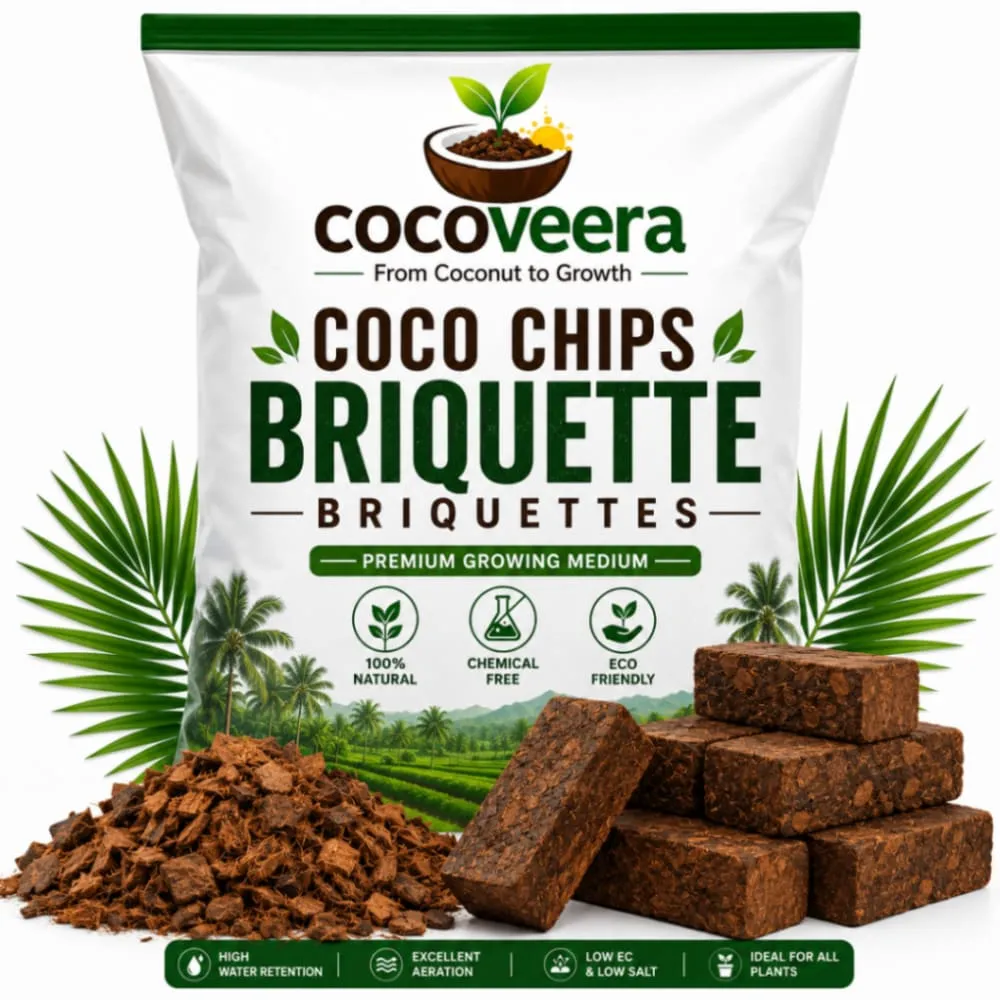 cocoveera
From Coconut to Growth
COCO CHIPS
BRIQUETTE
BRIQUETTES
PREMIUM GROWING MEDIUM
100%
NATURAL
CHEMICAL
FREE
ECO
FRIENDLY
HIGH
WATER RETENTION
EXCELLENT
AERATION
LOW EC
& LOW SALT
IDEAL FOR ALL
PLANTS